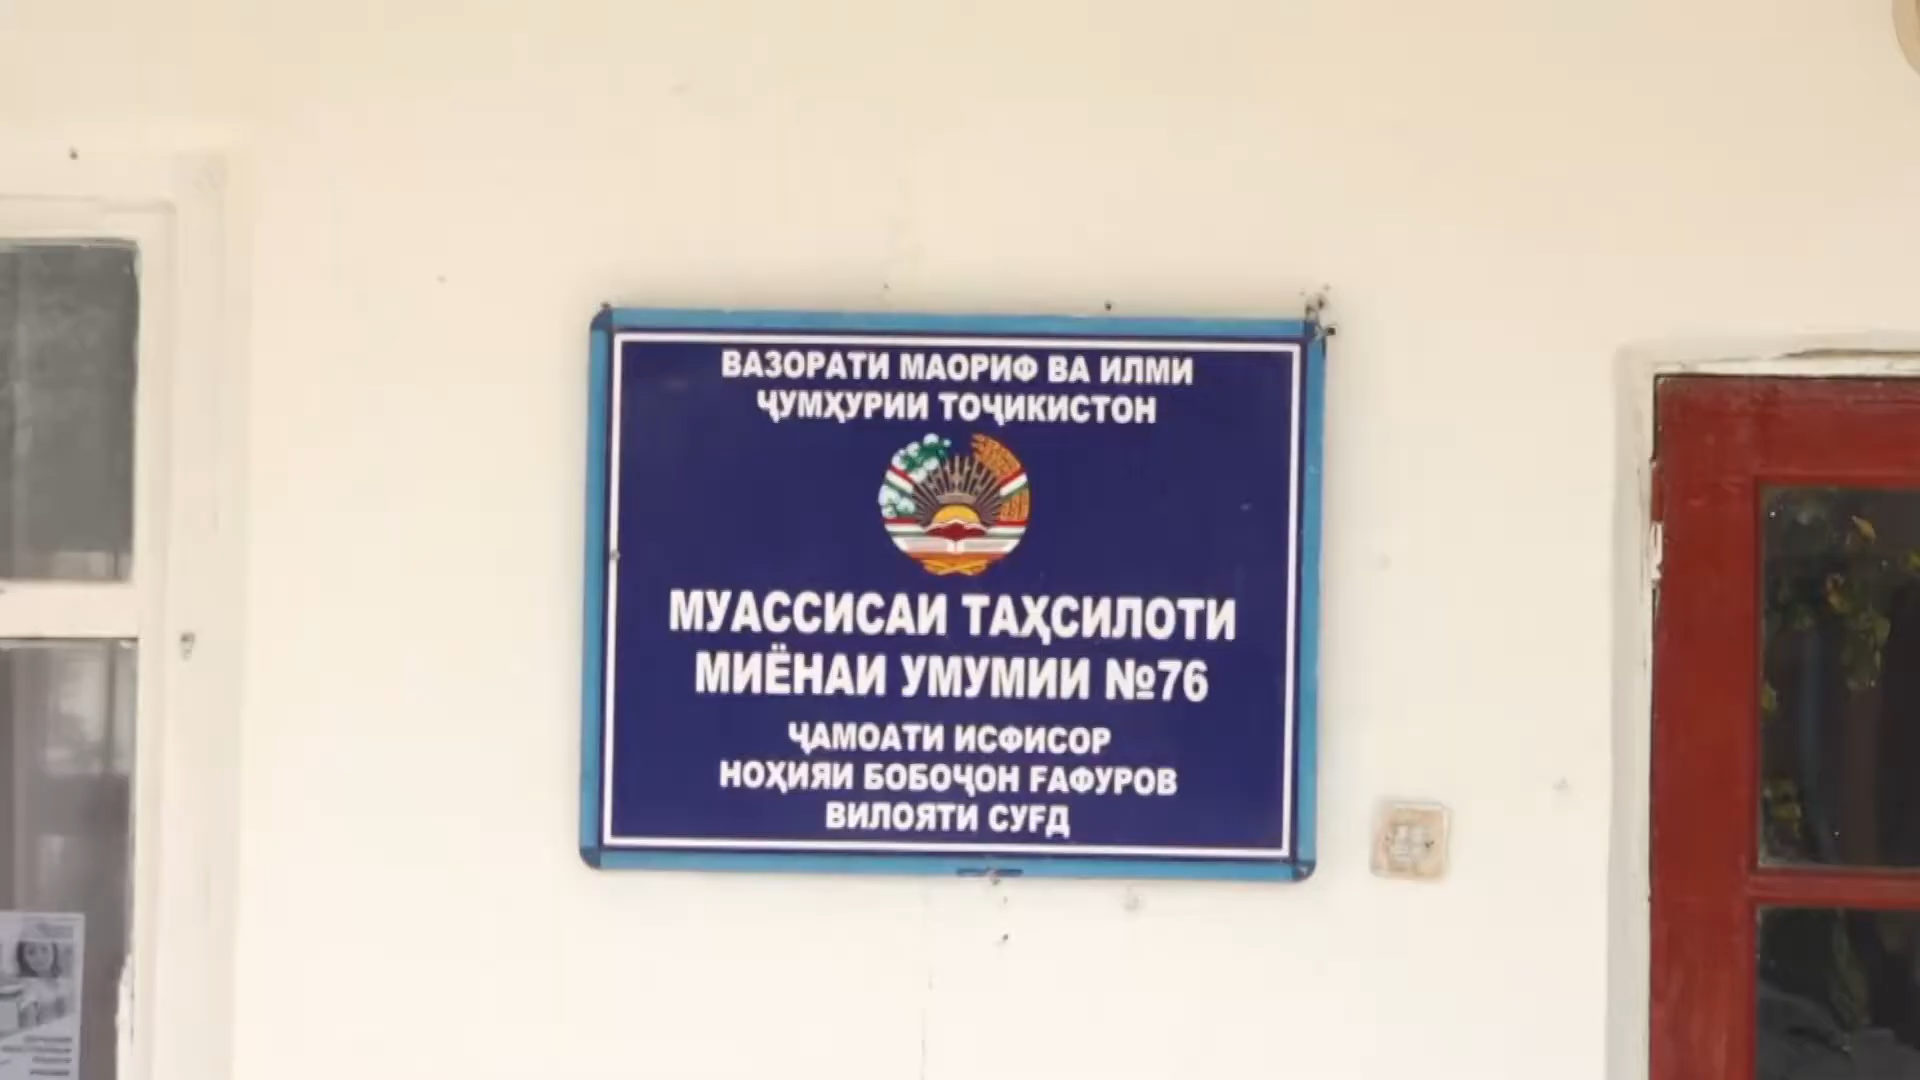 ВАЗОРАТИ МАОРИФ ВА ИЛМИ
ҶУМҲУРИИ ТОҶИКИСТОН
МУАССИСАИ ТАҲСИЛОТИ
МИЁНАИ УМУМИИ №76
ҶАМОАТИ ИСФИСОР
НОҲИЯИ БОБОҶОН ҒАФУРОВ
ВИЛОЯТИ СУҒД